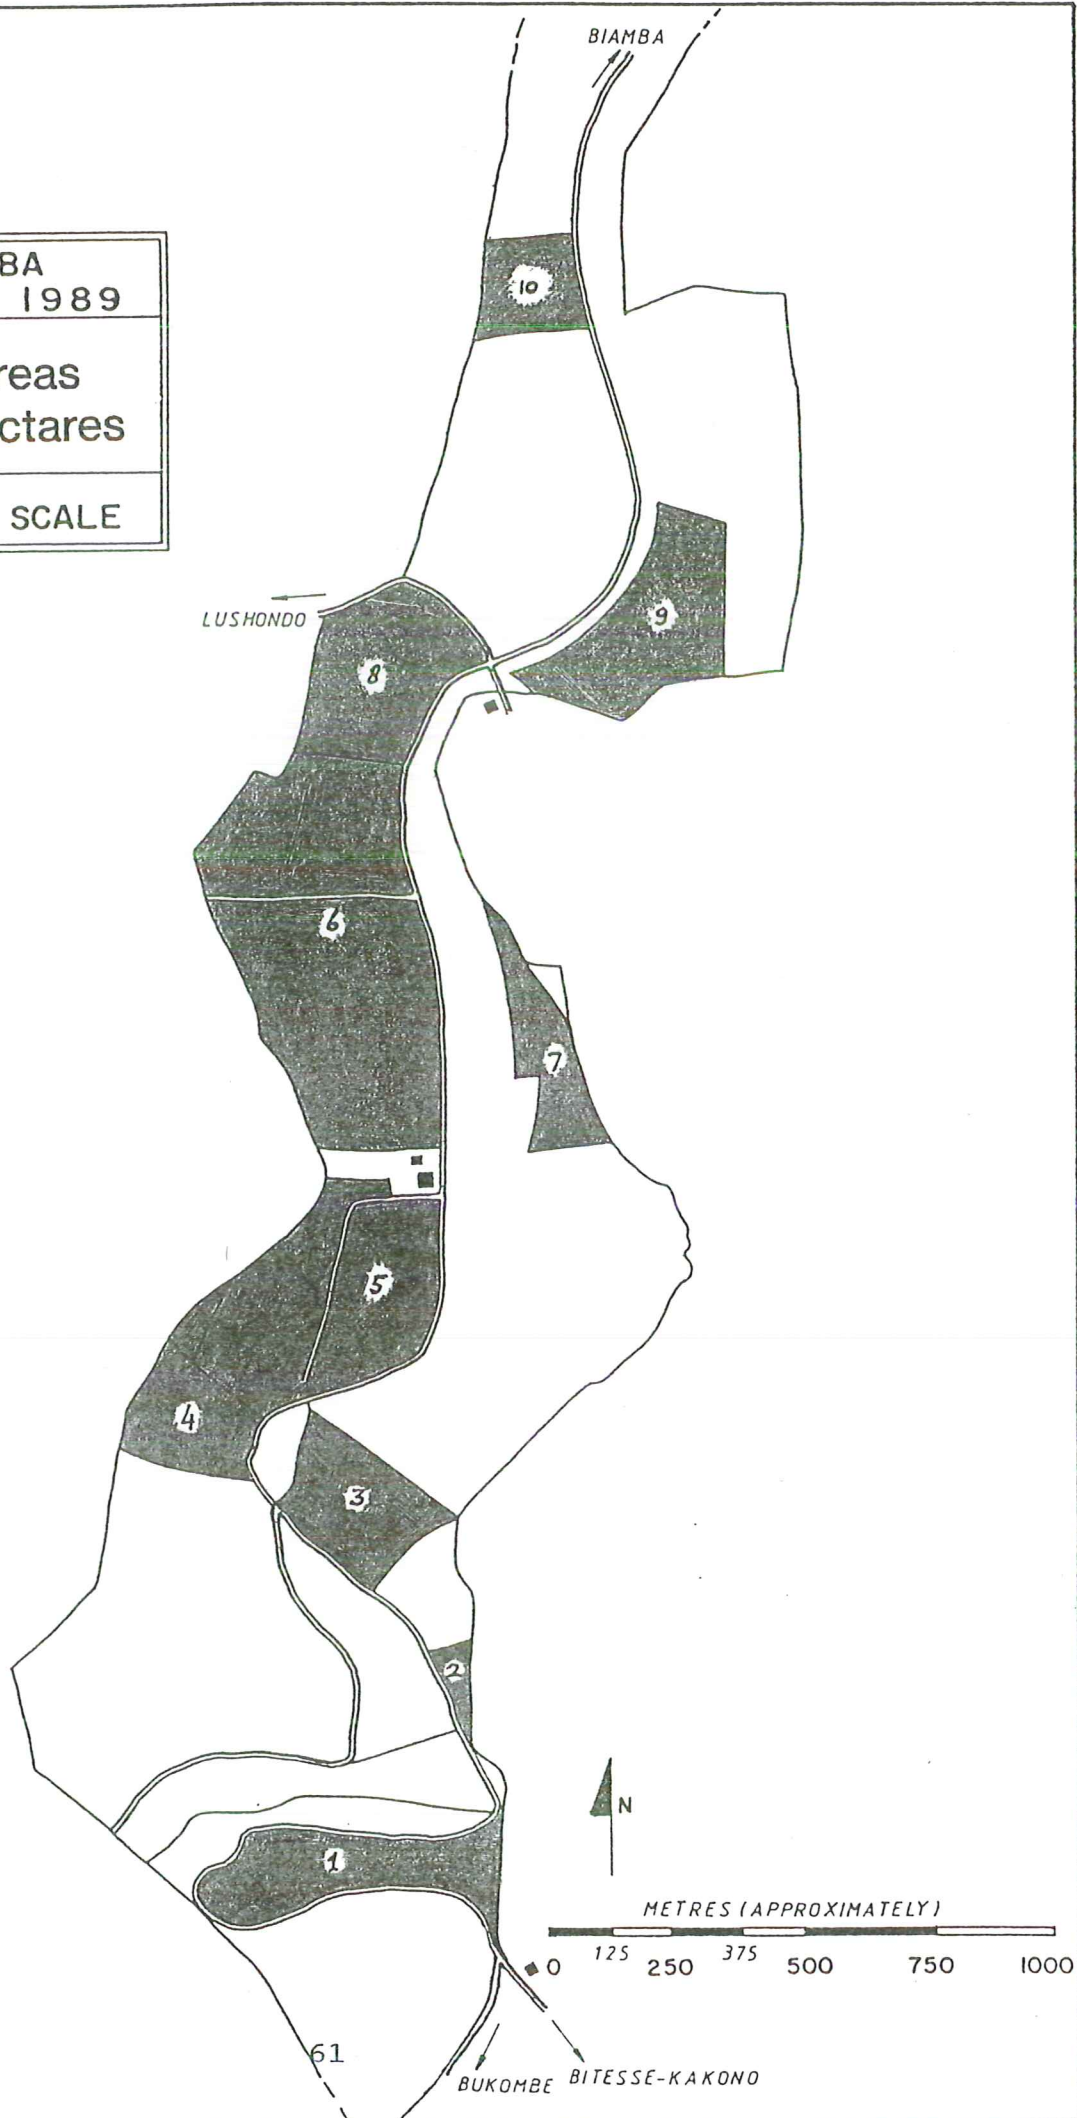 BIAMBA
BA
1989
reas
ctares
SCALE
10
LUSHONDO
9
8
6
7
5
4
3
2
1
N
METRES (APPROXIMATELY)
0 125 250 375 500 750 1000
61
BUKOMBE
BITESSE-KAKONO